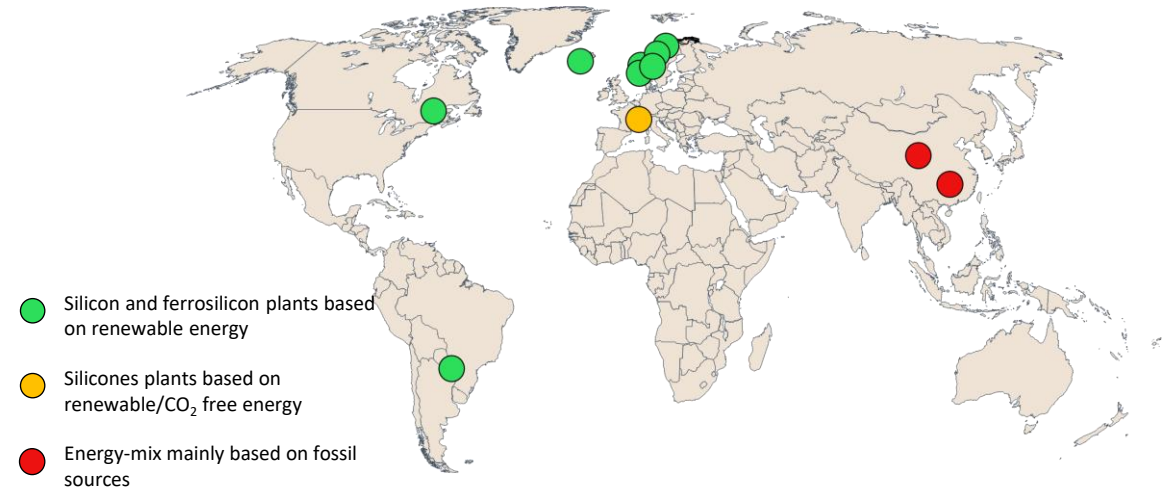 Silicon and ferrosilicon plants based
on renewable energy
Silicones plants based on
renewable/CO₂ free energy
Energy-mix mainly based on fossil
sources